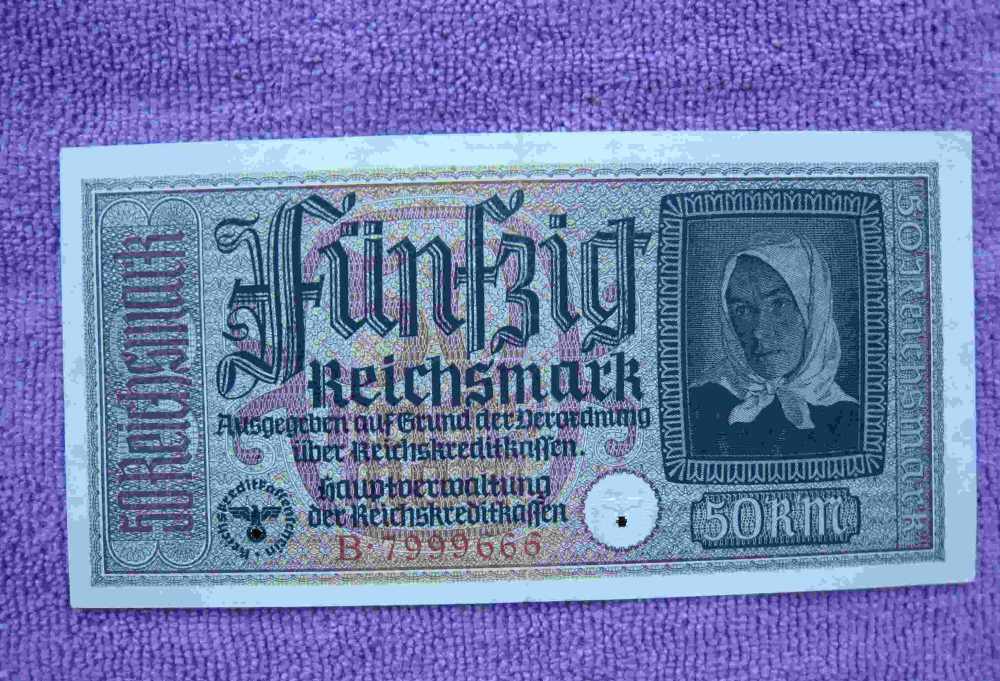 50 Reichsmark
Fünfzig
Reichsmark
Ausgegeben auf Grund der Verordnung
über Reichskreditkassen.
Hauptverwaltung
der Reichskreditkassen
B·7999666
50 RM
50 Reichsmark